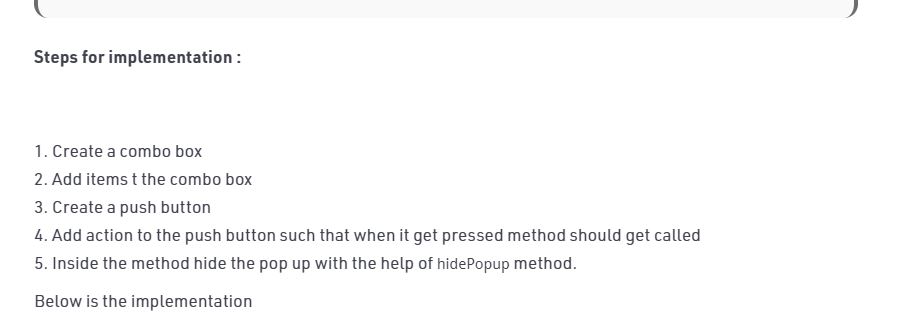 Steps for implementation :
1. Create a combo box
2. Add items t the combo box
3. Create a push button
4. Add action to the push button such that when it get pressed method should get called
5. Inside the method hide the pop up with the help of hidePopup method.
Below is the implementation